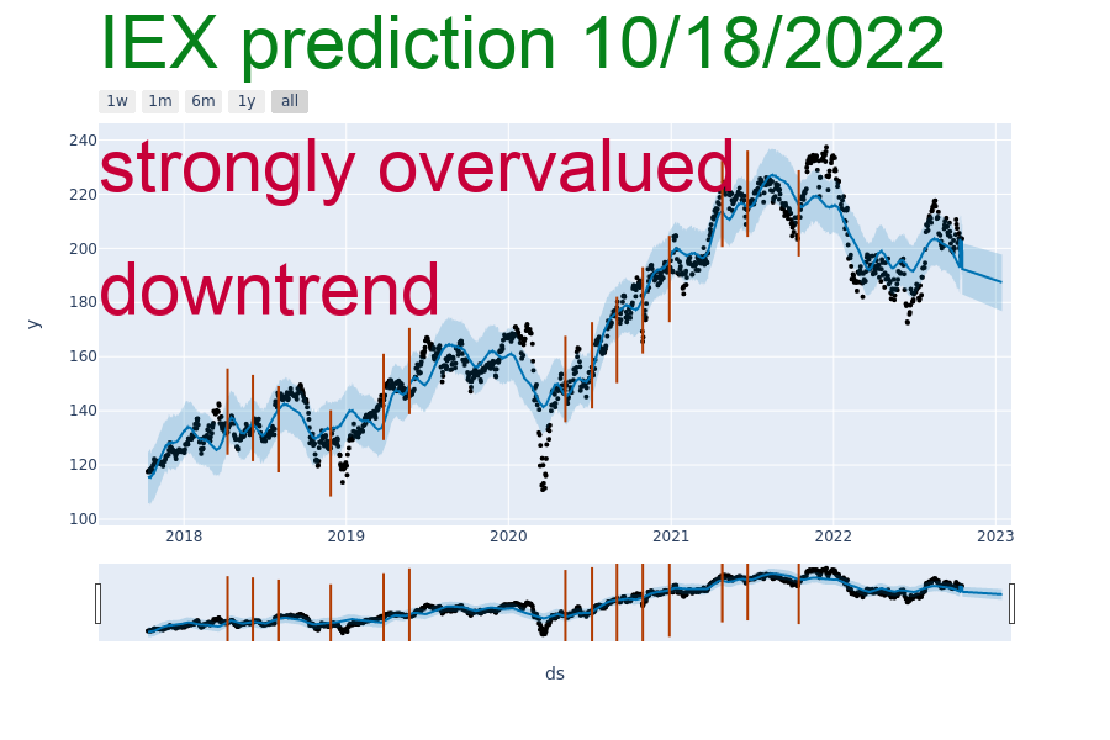 IEX prediction 10/18/2022
1w 1m 6m 1y all
strongly overvalued
downtrend
240
220
200
180
160
140
120
100
y
2018 2019 2020 2021 2022 2023
ds